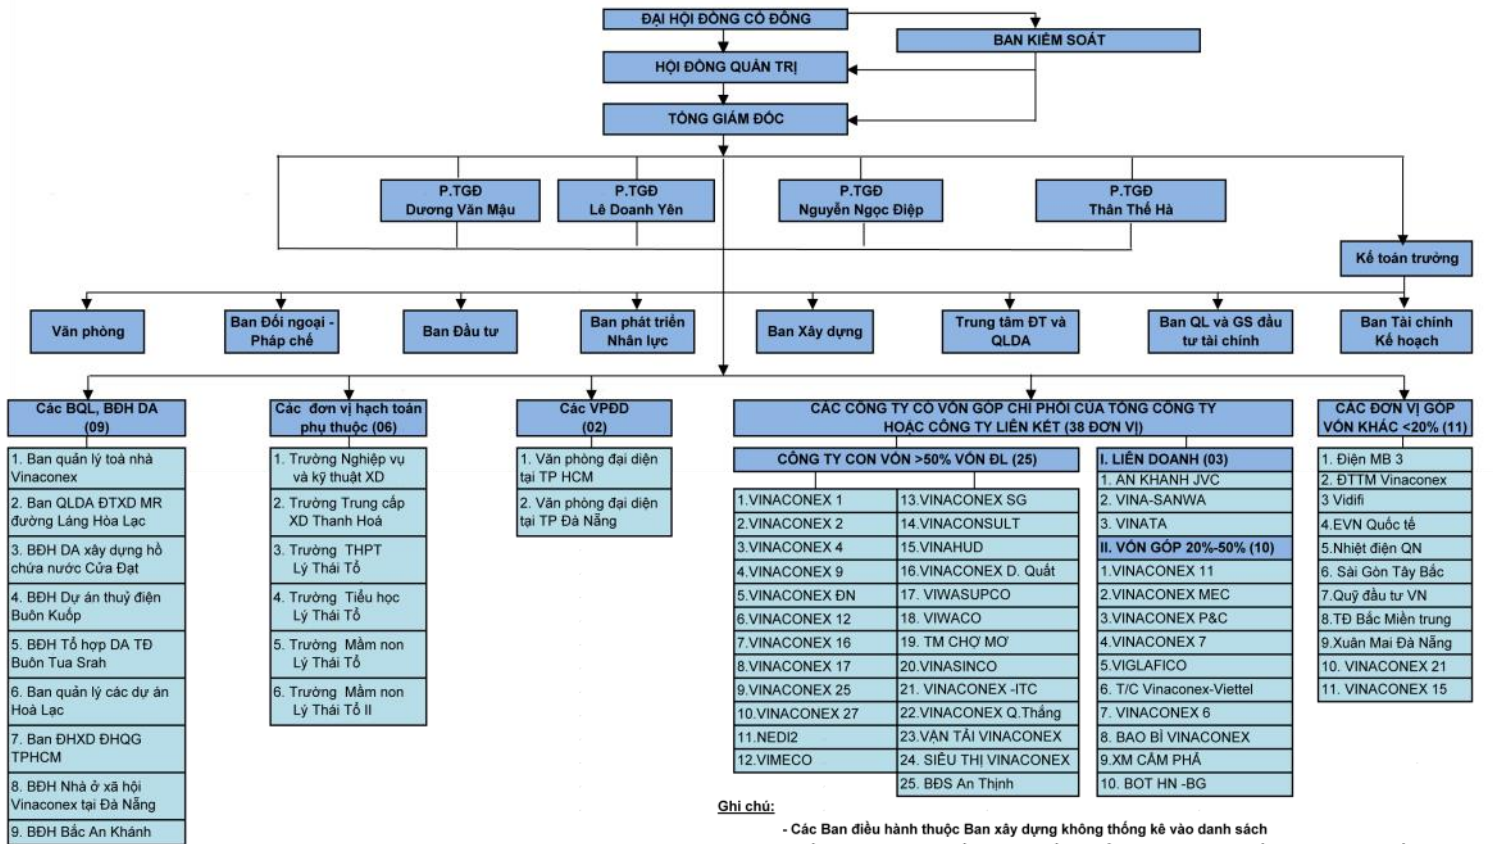 ĐẠI HỘI ĐỒNG CỔ ĐÔNG
BAN KIỂM SOÁT
HỘI ĐỒNG QUẢN TRỊ
TỔNG GIÁM ĐỐC
P.TGĐ
Dương Văn Mậu
P.TGĐ
Lê Doanh Yên
P.TGĐ
Nguyễn Ngọc Điệp
P.TGĐ
Thân Thế Hà
Kế toán trưởng
Văn phòng
Ban Đối ngoại -
Pháp chế
Ban Đầu tư
Ban phát triển
Nhân lực
Ban Xây dựng
Trung tâm ĐT và
QLDA
Ban QL và GS đầu
tư tài chính
Ban Tài chính
Kế hoạch
Các BQL, BĐH DA
(09)
1. Ban quản lý toà nhà
Vinaconex
2. Ban QLDA ĐTXD MR
đường Láng Hòa Lạc
3. BĐH DA xây dựng hồ
chứa nước Cửa Đạt
4. BĐH Dự án thuỷ điện
Buôn Kuốp
5. BĐH Tổ hợp DA TĐ
Buôn Tua Srah
6. Ban quản lý các dự án
Hoà Lạc
7. Ban ĐHXD ĐHQG
TPHCM
8. BĐH Nhà ở xã hội
Vinaconex tại Đà Nẵng
9. BĐH Bắc An Khánh
Các đơn vị hạch toán
phụ thuộc (06)
1. Trường Nghiệp vụ
và kỹ thuật XD
2. Trường Trung cấp
XD Thanh Hoá
3. Trường THPT
Lý Thái Tổ
4. Trường Tiểu học
Lý Thái Tổ
5. Trường Mầm non
Lý Thái Tổ
6. Trường Mầm non
Lý Thái Tổ II
Các VPĐD
(02)
1. Văn phòng đại diện
tại TP HCM
2. Văn phòng đại diện
tại TP Đà Nẵng
CÁC CÔNG TY CÓ VỐN GÓP CHI PHỐI CỦA TỔNG CÔNG TY
HOẶC CÔNG TY LIÊN KẾT (38 ĐƠN VỊ)
CÔNG TY CON VỐN >50% VỐN ĐL (25)
1.VINACONEX 1
2.VINACONEX 2
3.VINACONEX 4
4.VINACONEX 9
5.VINACONEX ĐN
6.VINACONEX 12
7.VINACONEX 16
8.VINACONEX 17
9.VINACONEX 25
10.VINACONEX 27
11.NEDI2
12.VIMECO
13.VINACONEX SG
14.VINACONSULT
15.VINAHUD
16.VINACONEX D. Quất
17. VIWASUPCO
18. VIWACO
19. TM CHỢ MƠ
20.VINASINCO
21. VINACONEX -ITC
22.VINACONEX Q.Thắng
23.VẬN TẢI VINACONEX
24. SIÊU THỊ VINACONEX
25. BĐS An Thịnh
I. LIÊN DOANH (03)
1. AN KHANH JVC
2. VINA-SANWA
3. VINATA
II. VỐN GÓP 20%-50% (10)
1.VINACONEX 11
2.VINACONEX MEC
3.VINACONEX P&C
4.VINACONEX 7
5.VIGLAFICO
6. T/C Vinaconex-Viettel
7. VINACONEX 6
8. BAO BÌ VINACONEX
9.XM CẨM PHẢ
10. BOT HN -BG
CÁC ĐƠN VỊ GÓP
VỐN KHÁC <20% (11)
1. Điện MB 3
2. ĐTTM Vinaconex
3 Vidifi
4.EVN Quốc tế
5.Nhiệt điện QN
6. Sài Gòn Tây Bắc
7.Quỹ đầu tư VN
8.TĐ Bắc Miền trung
9.Xuân Mai Đà Nẵng
10. VINACONEX 21
11. VINACONEX 15
Ghi chú:
- Các Ban điều hành thuộc Ban xây dựng không thống kê vào danh sách